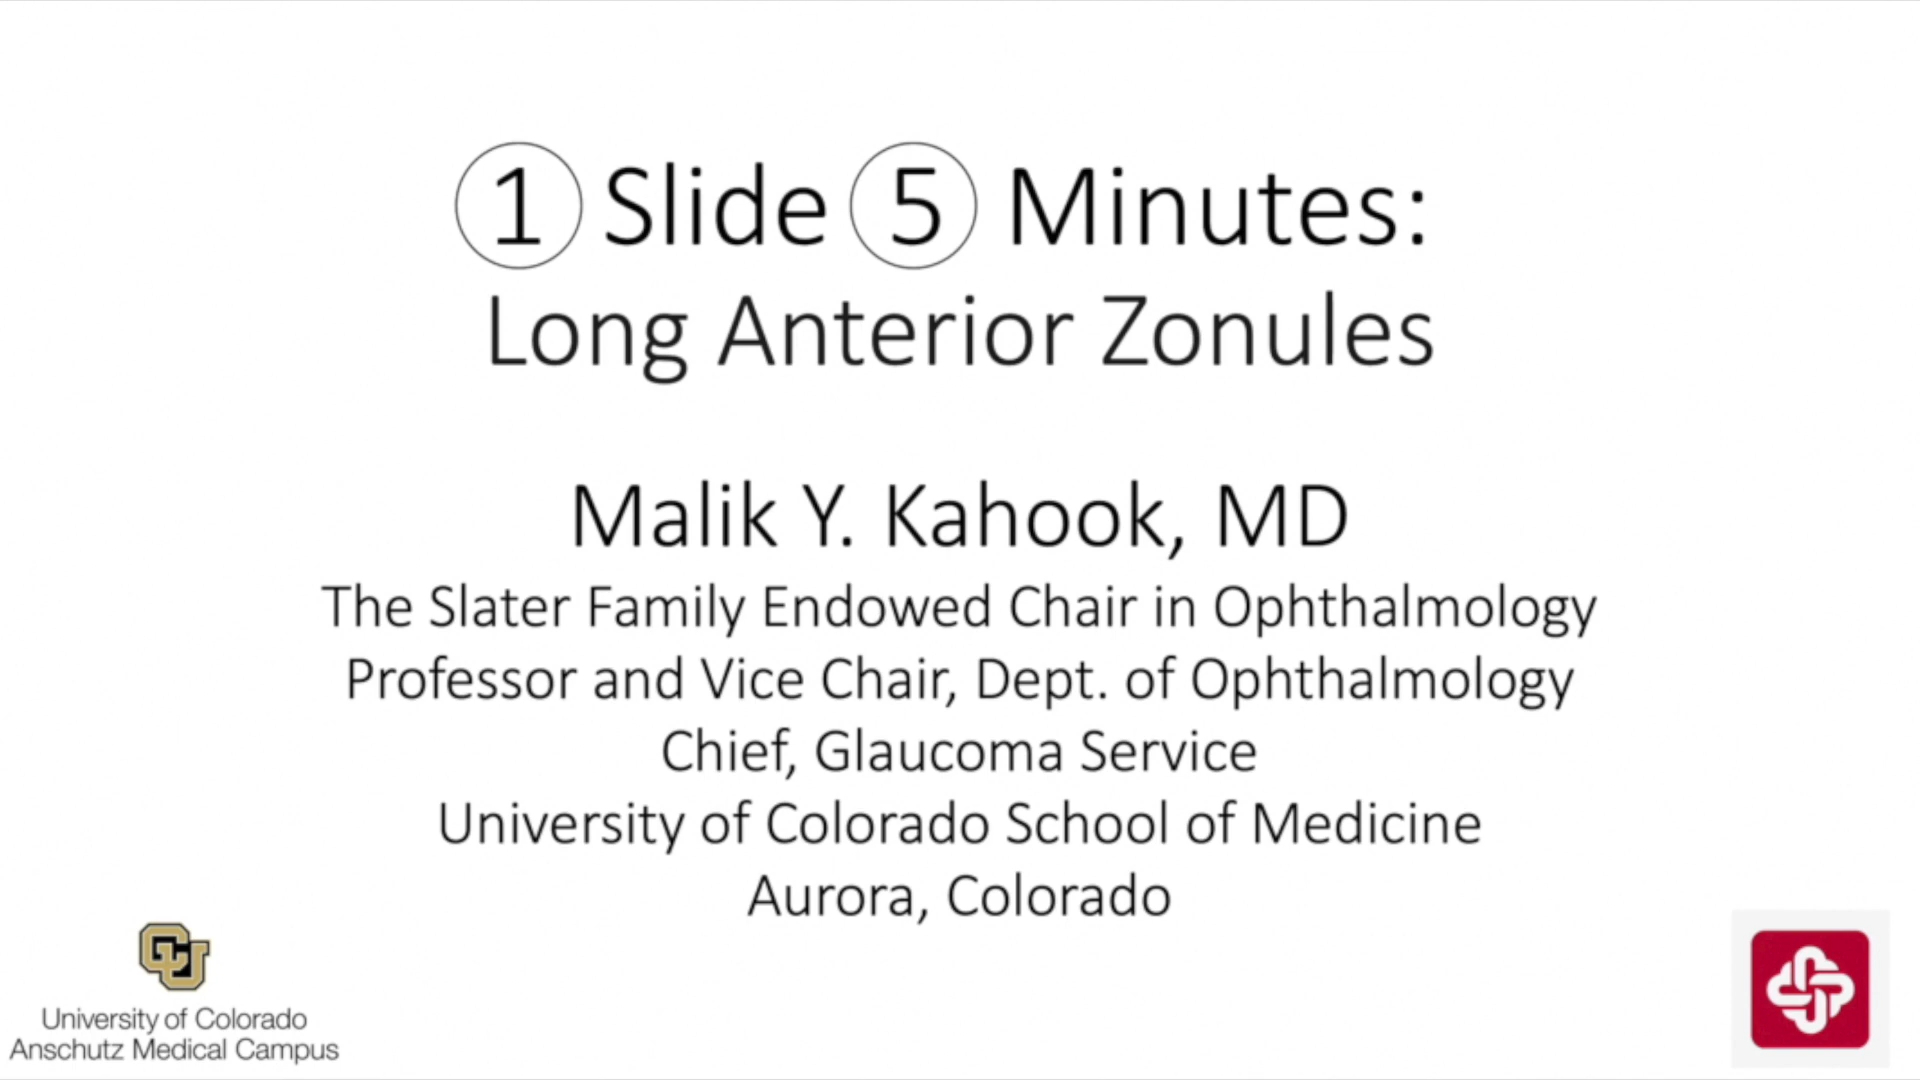 1 Slide 5 Minutes:
Long Anterior Zonules
Malik Y. Kahook, MD
The Slater Family Endowed Chair in Ophthalmology
Professor and Vice Chair, Dept. of Ophthalmology
Chief, Glaucoma Service
University of Colorado School of Medicine
Aurora, Colorado
CU
University of Colorado
Anschutz Medical Campus